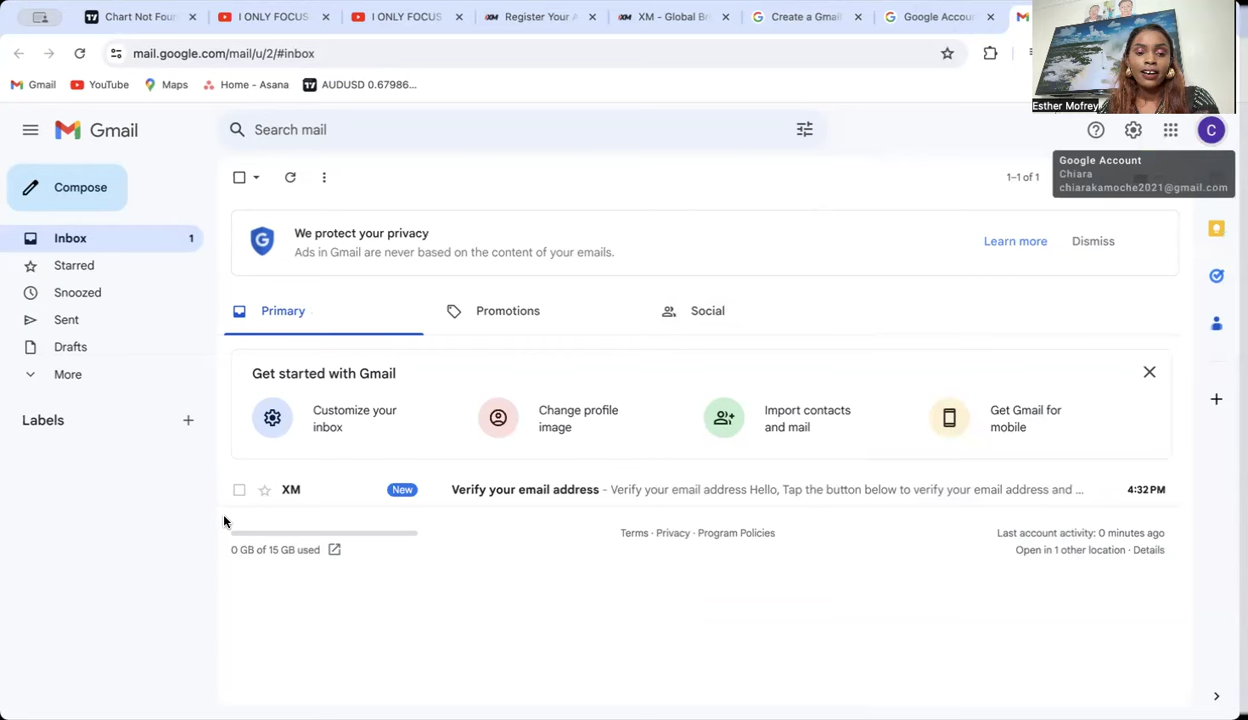 Chart Not Foun
I ONLY FOCUS
I ONLY FOCUS
Register Your A
XM - Global Br
Create a Gmail
Google Accou
mail.google.com/mail/u/2/#inbox
Gmail
YouTube
Maps
Home - Asana
AUDUSD 0.67986...
Esther Mofrey
Gmail
Search mail
C
Google Account
Chiara
chiarakamoche2021@gmail.com
Compose
1–1 of 1
Inbox
1
Starred
Snoozed
Sent
Drafts
More
Labels
We protect your privacy
Ads in Gmail are never based on the content of your emails.
Learn more
Dismiss
Primary
Promotions
Social
Get started with Gmail
Customize your
inbox
Change profile
image
Import contacts
and mail
Get Gmail for
mobile
XM
New
Verify your email address - Verify your email address Hello, Tap the button below to verify your email address and ...
4:32 PM
0 GB of 15 GB used
Terms · Privacy · Program Policies
Last account activity: 0 minutes ago
Open in 1 other location · Details